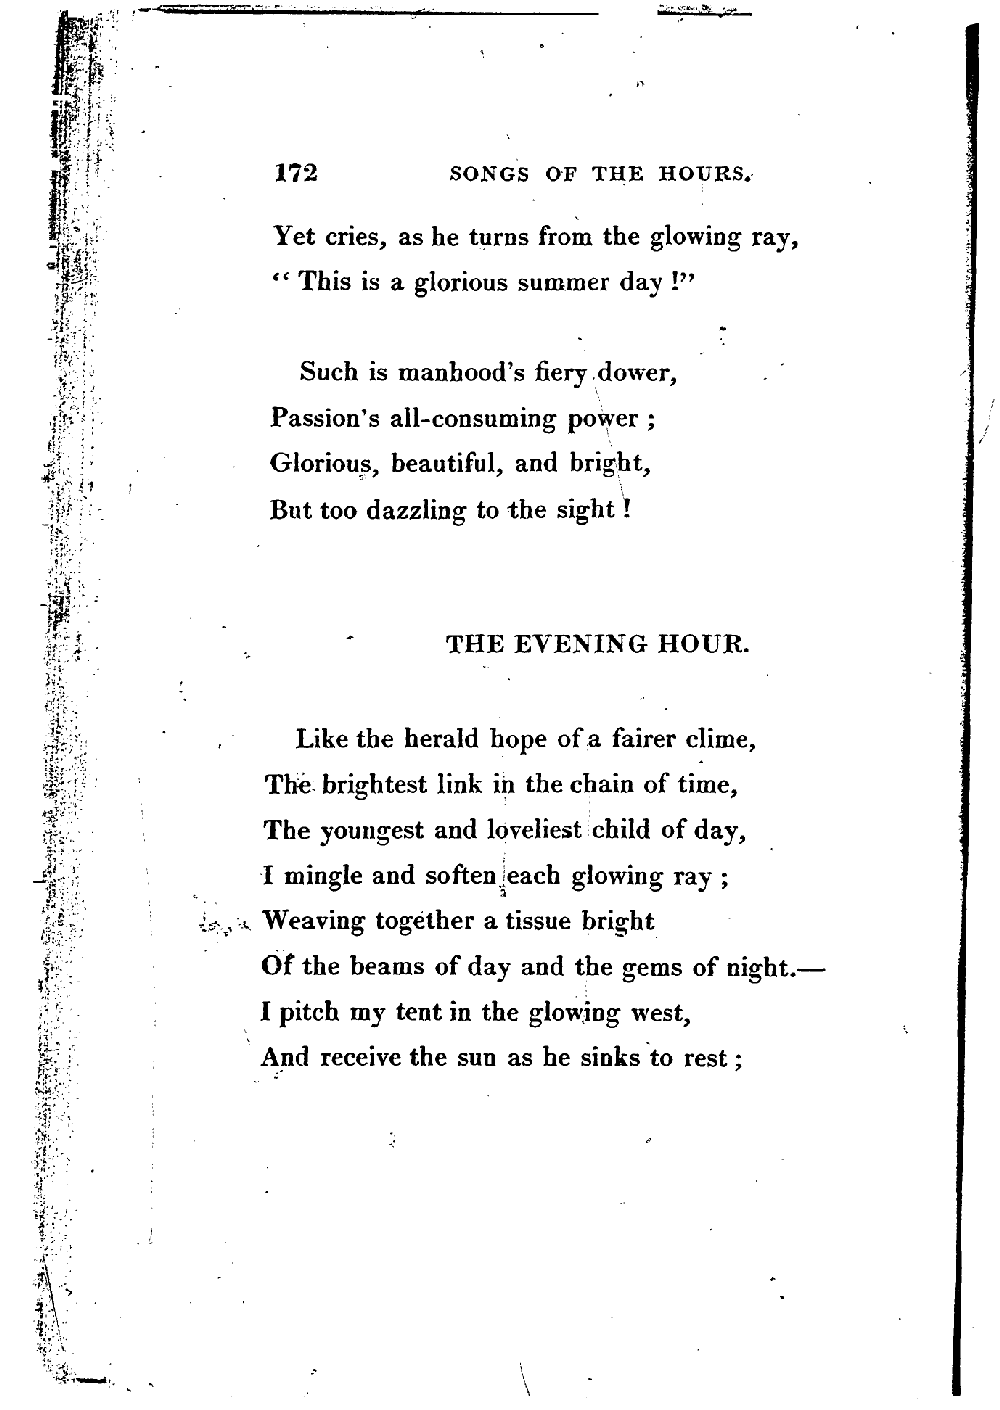 172 SONGS OF THE HOURS.
Yet cries, as he turns from the glowing ray,
“ This is a glorious summer day !”
Such is manhood's fiery dower,
Passion's all-consuming power ;
Glorious, beautiful, and bright,
But too dazzling to the sight !
THE EVENING HOUR.
Like the herald hope of a fairer clime,
The brightest link in the chain of time,
The youngest and loveliest child of day,
I mingle and soften each glowing ray ;
Weaving together a tissue bright
Of the beams of day and the gems of night.—
I pitch my tent in the glowing west,
And receive the sun as he sinks to rest ;